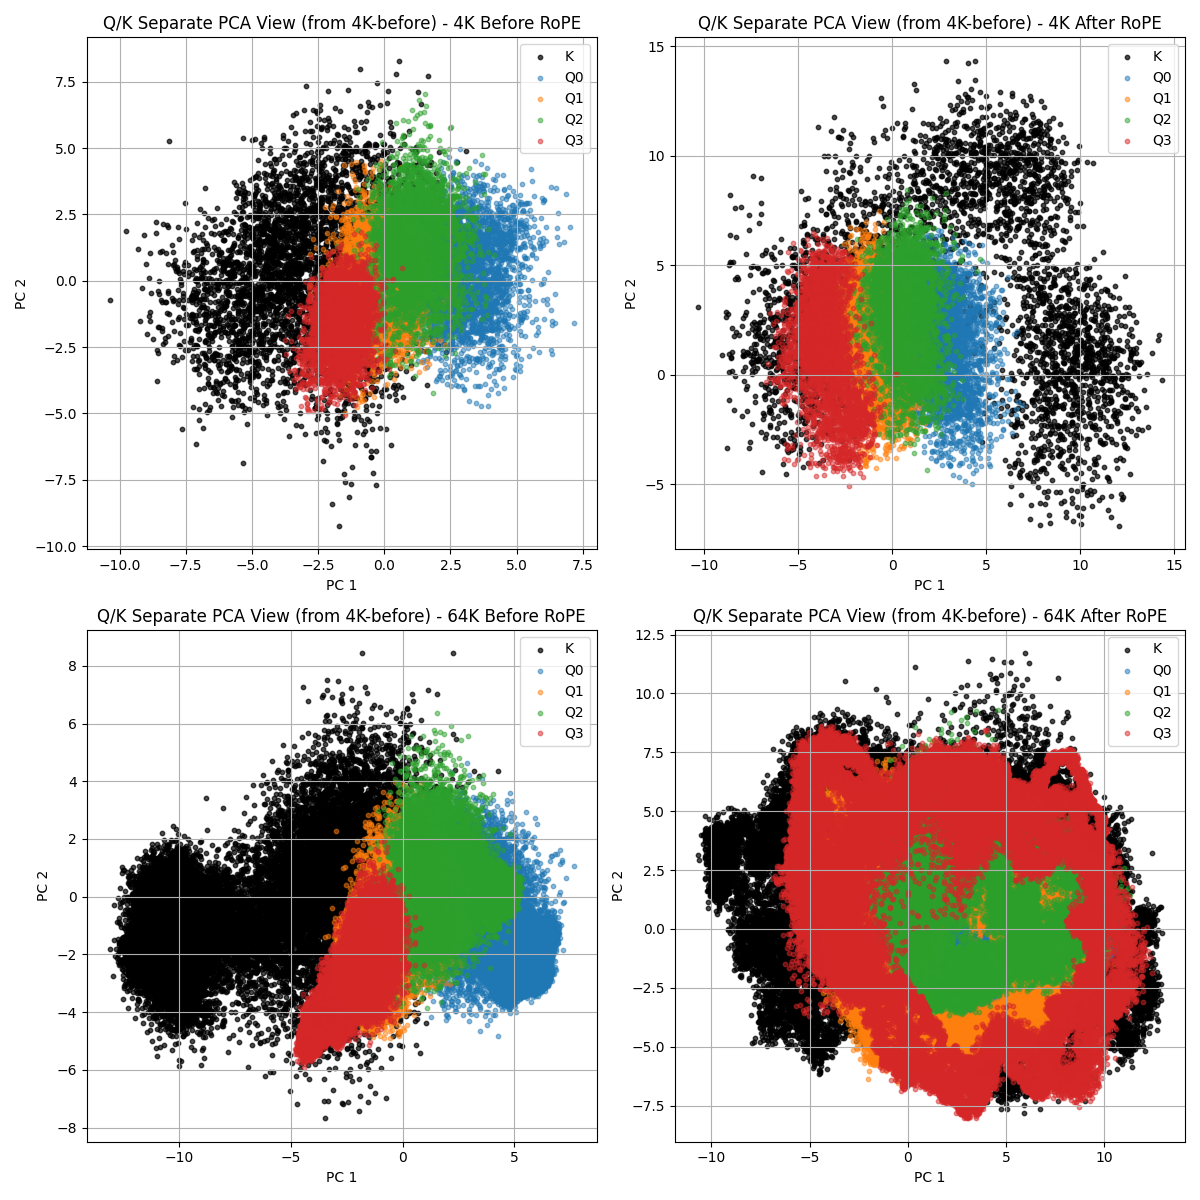 Q/K Separate PCA View (from 4K-before) - 4K Before RoPE
K
Q0
Q1
Q2
Q3
7.5
5.0
2.5
0.0
−2.5
−5.0
−7.5
−10.0
PC 2
−10.0 −7.5 −5.0 −2.5 0.0 2.5 5.0 7.5
PC 1
Q/K Separate PCA View (from 4K-before) - 4K After RoPE
K
Q0
Q1
Q2
Q3
15
10
5
0
−5
PC 2
−10 −5 0 5 10 15
PC 1
Q/K Separate PCA View (from 4K-before) - 64K Before RoPE
K
Q0
Q1
Q2
Q3
8
6
4
2
0
−2
−4
−6
−8
PC 2
−10 −5 0 5
PC 1
Q/K Separate PCA View (from 4K-before) - 64K After RoPE
K
Q0
Q1
Q2
Q3
12.5
10.0
7.5
5.0
2.5
0.0
−2.5
−5.0
−7.5
PC 2
−10 −5 0 5 10
PC 1